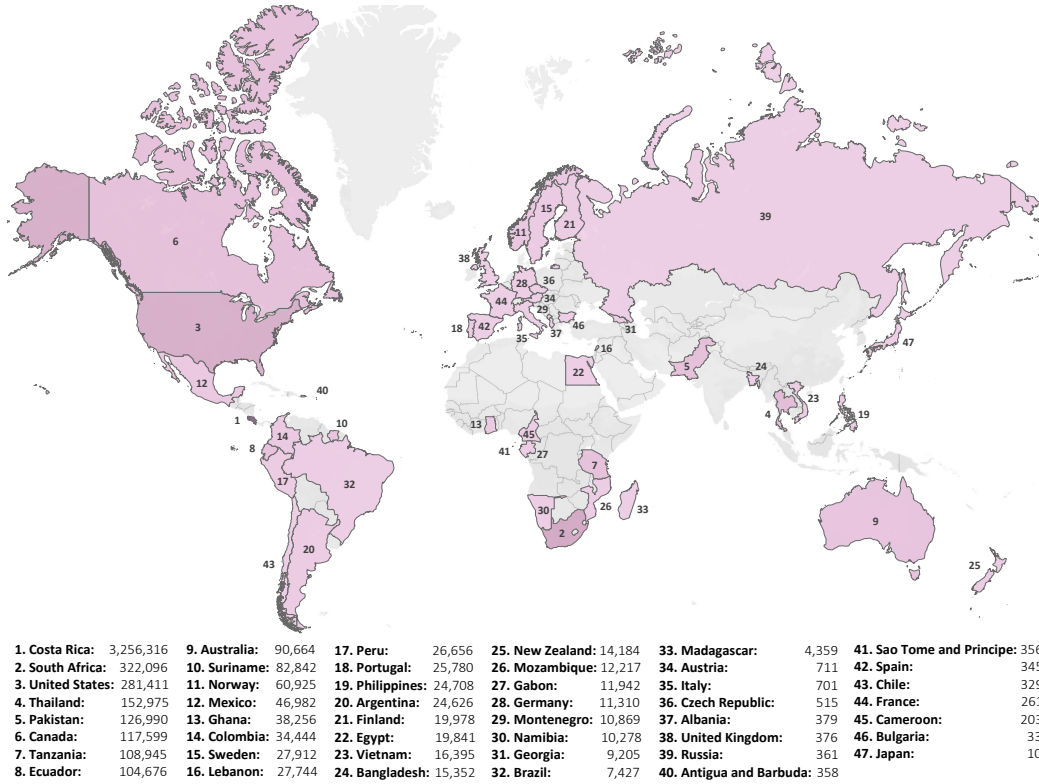 6
3
12
40
1
10
8
14
32
17
20
43
39
15
11
21
38
36
28
34
44
29
18
42
35
37
46
31
16
47
22
5
24
23
4
19
13
45
41
27
7
26
33
30
2
9
25
1. Costa Rica: 3,256,316
2. South Africa: 322,096
3. United States: 281,411
4. Thailand: 152,975
5. Pakistan: 126,990
6. Canada: 117,599
7. Tanzania: 108,945
8. Ecuador: 104,676
9. Australia: 90,664
10. Suriname: 82,842
11. Norway: 60,925
12. Mexico: 46,982
13. Ghana: 38,256
14. Colombia: 34,444
15. Sweden: 27,912
16. Lebanon: 27,744
17. Peru: 26,656
18. Portugal: 25,780
19. Philippines: 24,708
20. Argentina: 24,626
21. Finland: 19,978
22. Egypt: 19,841
23. Vietnam: 16,395
24. Bangladesh: 15,352
25. New Zealand: 14,184
26. Mozambique: 12,217
27. Gabon: 11,942
28. Germany: 11,310
29. Montenegro: 10,869
30. Namibia: 10,278
31. Georgia: 9,205
32. Brazil: 7,427
33. Madagascar: 4,359
34. Austria: 711
35. Italy: 701
36. Czech Republic: 515
37. Albania: 379
38. United Kingdom: 376
39. Russia: 361
40. Antigua and Barbuda: 358
41. Sao Tome and Principe: 356
42. Spain: 345
43. Chile: 329
44. France: 261
45. Cameroon: 203
46. Bulgaria: 33
47. Japan: 10